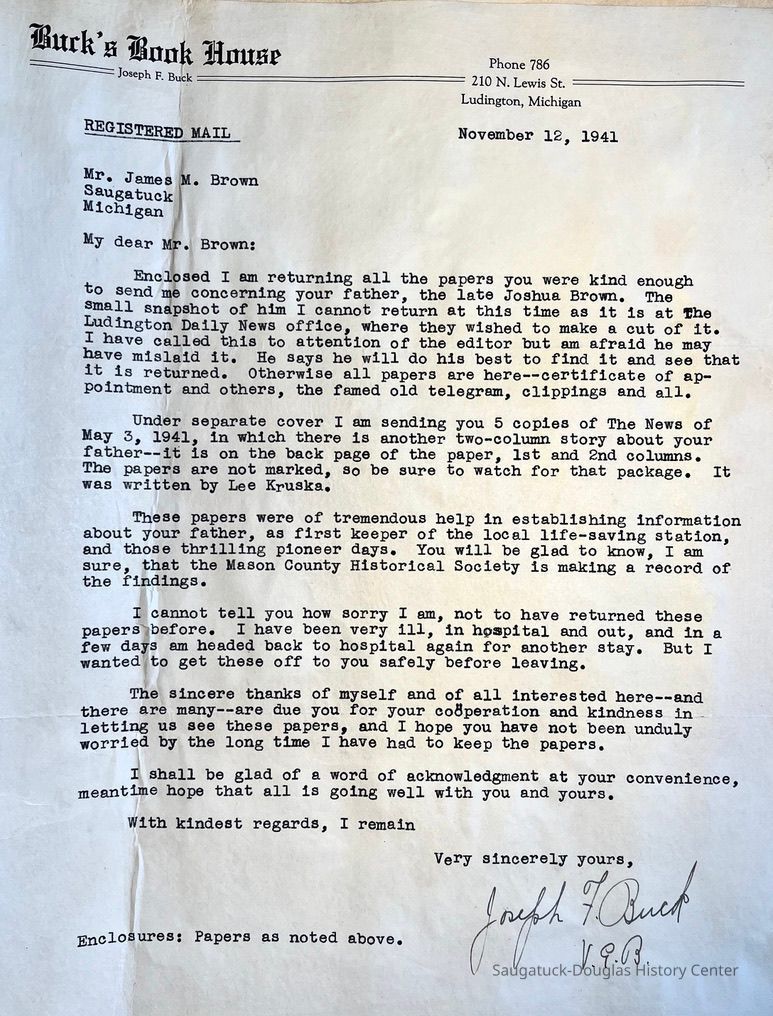 Buck's Book House
Joseph F. Buck
Phone 786
210 N. Lewis St.
Ludington, Michigan
REGISTERED MAIL
November 12, 1941
Mr. James M. Brown
Saugatuck
Michigan
My dear Mr. Brown:
Enclosed I am returning all the papers you were kind enough
to send me concerning your father, the late Joshua Brown. The
small snapshot of him I cannot return at this time as it is at The
Ludington Daily News office, where they wished to make a cut of it.
I have called this to attention of the editor but am afraid he may
have mislaid it. He says he will do his best to find it and see that
it is returned. Otherwise all papers are here--certificate of ap-
pointment and others, the famed old telegram, clippings and all.
Under separate cover I am sending you 5 copies of The News of
May 3, 1941, in which there is another two-column story about your
father--it is on the back page of the paper, 1st and 2nd columns.
The papers are not marked, so be sure to watch for that package. It
was written by Lee Kruska.
These papers were of tremendous help in establishing information
about your father, as first keeper of the local life-saving station,
and those thrilling pioneer days. You will be glad to know, I am
sure, that the Mason County Historical Society is making a record of
the findings.
I cannot tell you how sorry I am, not to have returned these
papers before. I have been very ill, in hospital and out, and in a
few days am headed back to hospital again for another stay. But I
wanted to get these off to you safely before leaving.
The sincere thanks of myself and of all interested here--and
there are many--are due you for your coöperation and kindness in
letting us see these papers, and I hope you have not been unduly
worried by the long time I have had to keep the papers.
I shall be glad of a word of acknowledgment at your convenience,
meantime hope that all is going well with you and yours.
With kindest regards, I remain
Very sincerely yours,
Joseph F. Buck
V.E.B.
Enclosures: Papers as noted above.
Saugatuck-Douglas History Center